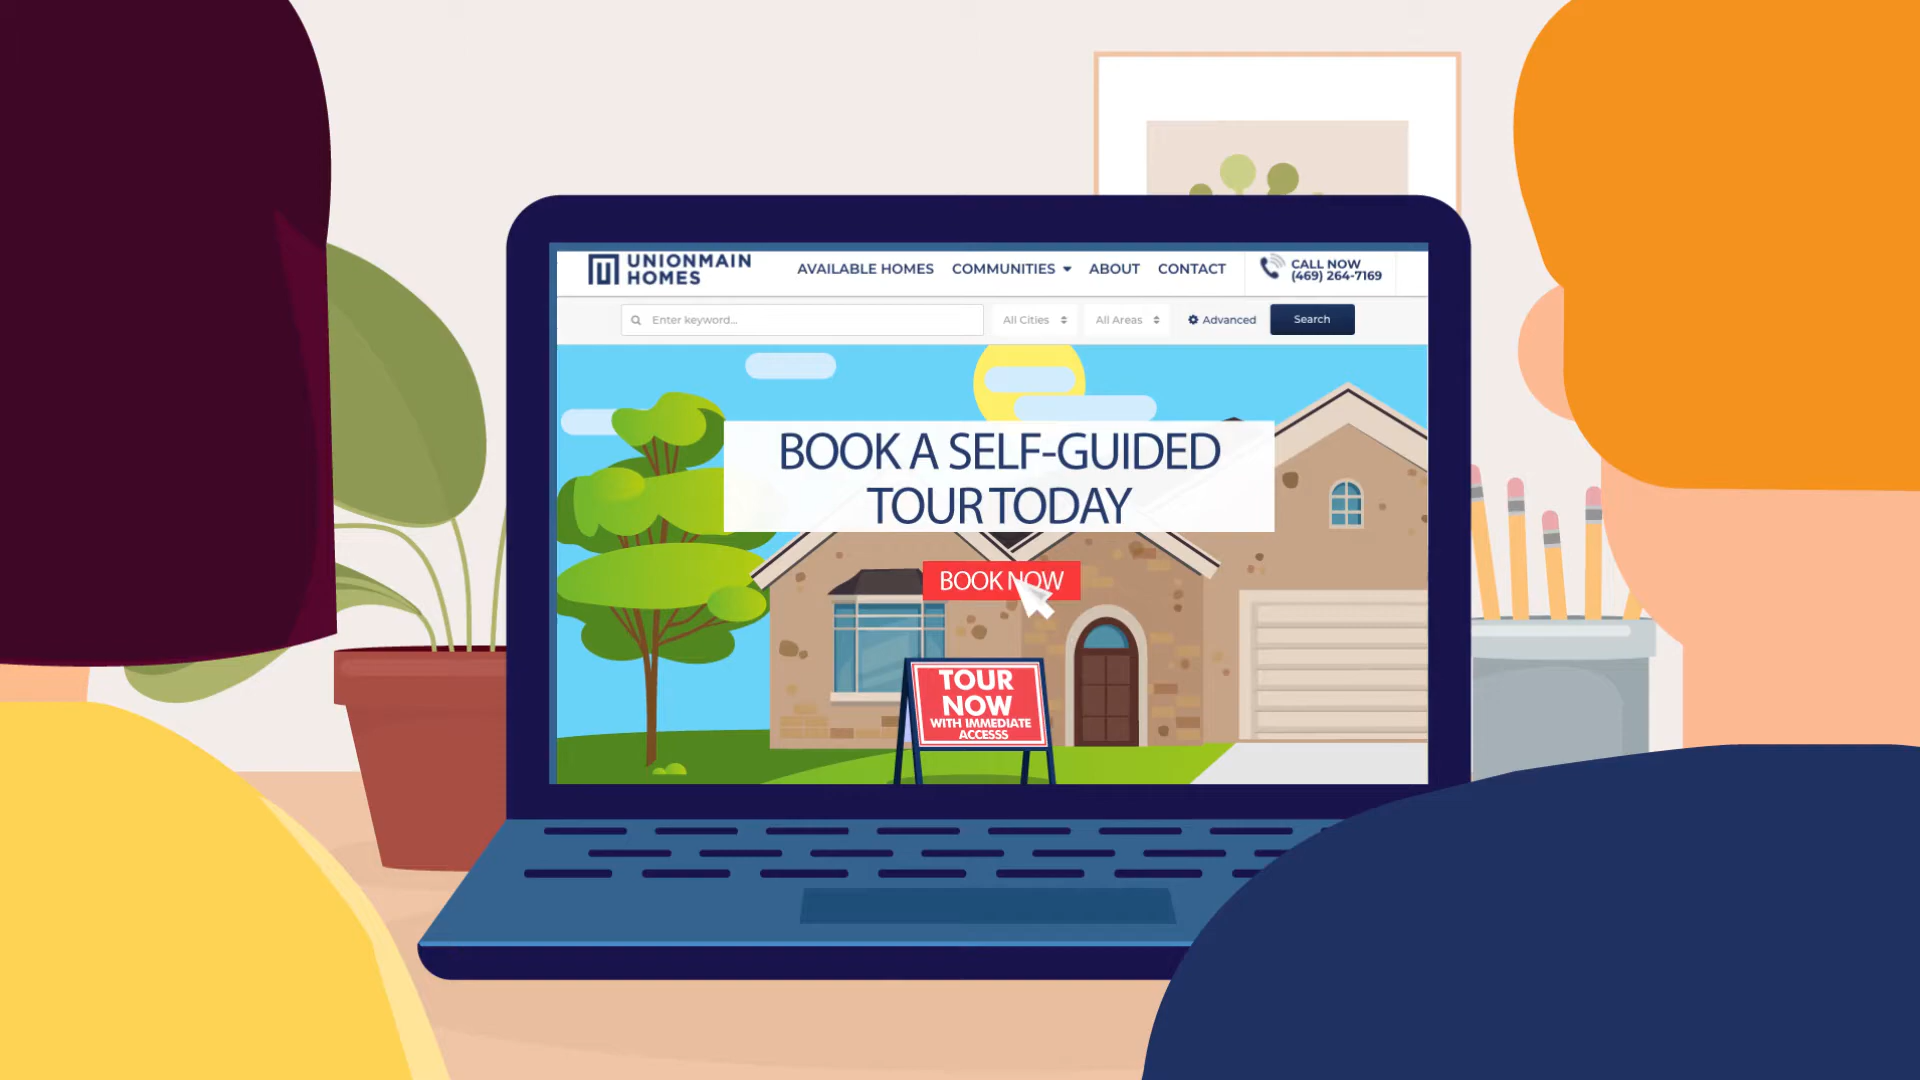 UNIONMAIN
HOMES
AVAILABLE HOMES COMMUNITIES ABOUT CONTACT
CALL NOW
(469) 264-7169
Enter keyword... All Cities All Areas Advanced Search
BOOK A SELF-GUIDED
TOUR TODAY
BOOK NOW
TOUR
NOW
WITH IMMEDIATE
ACCESSS